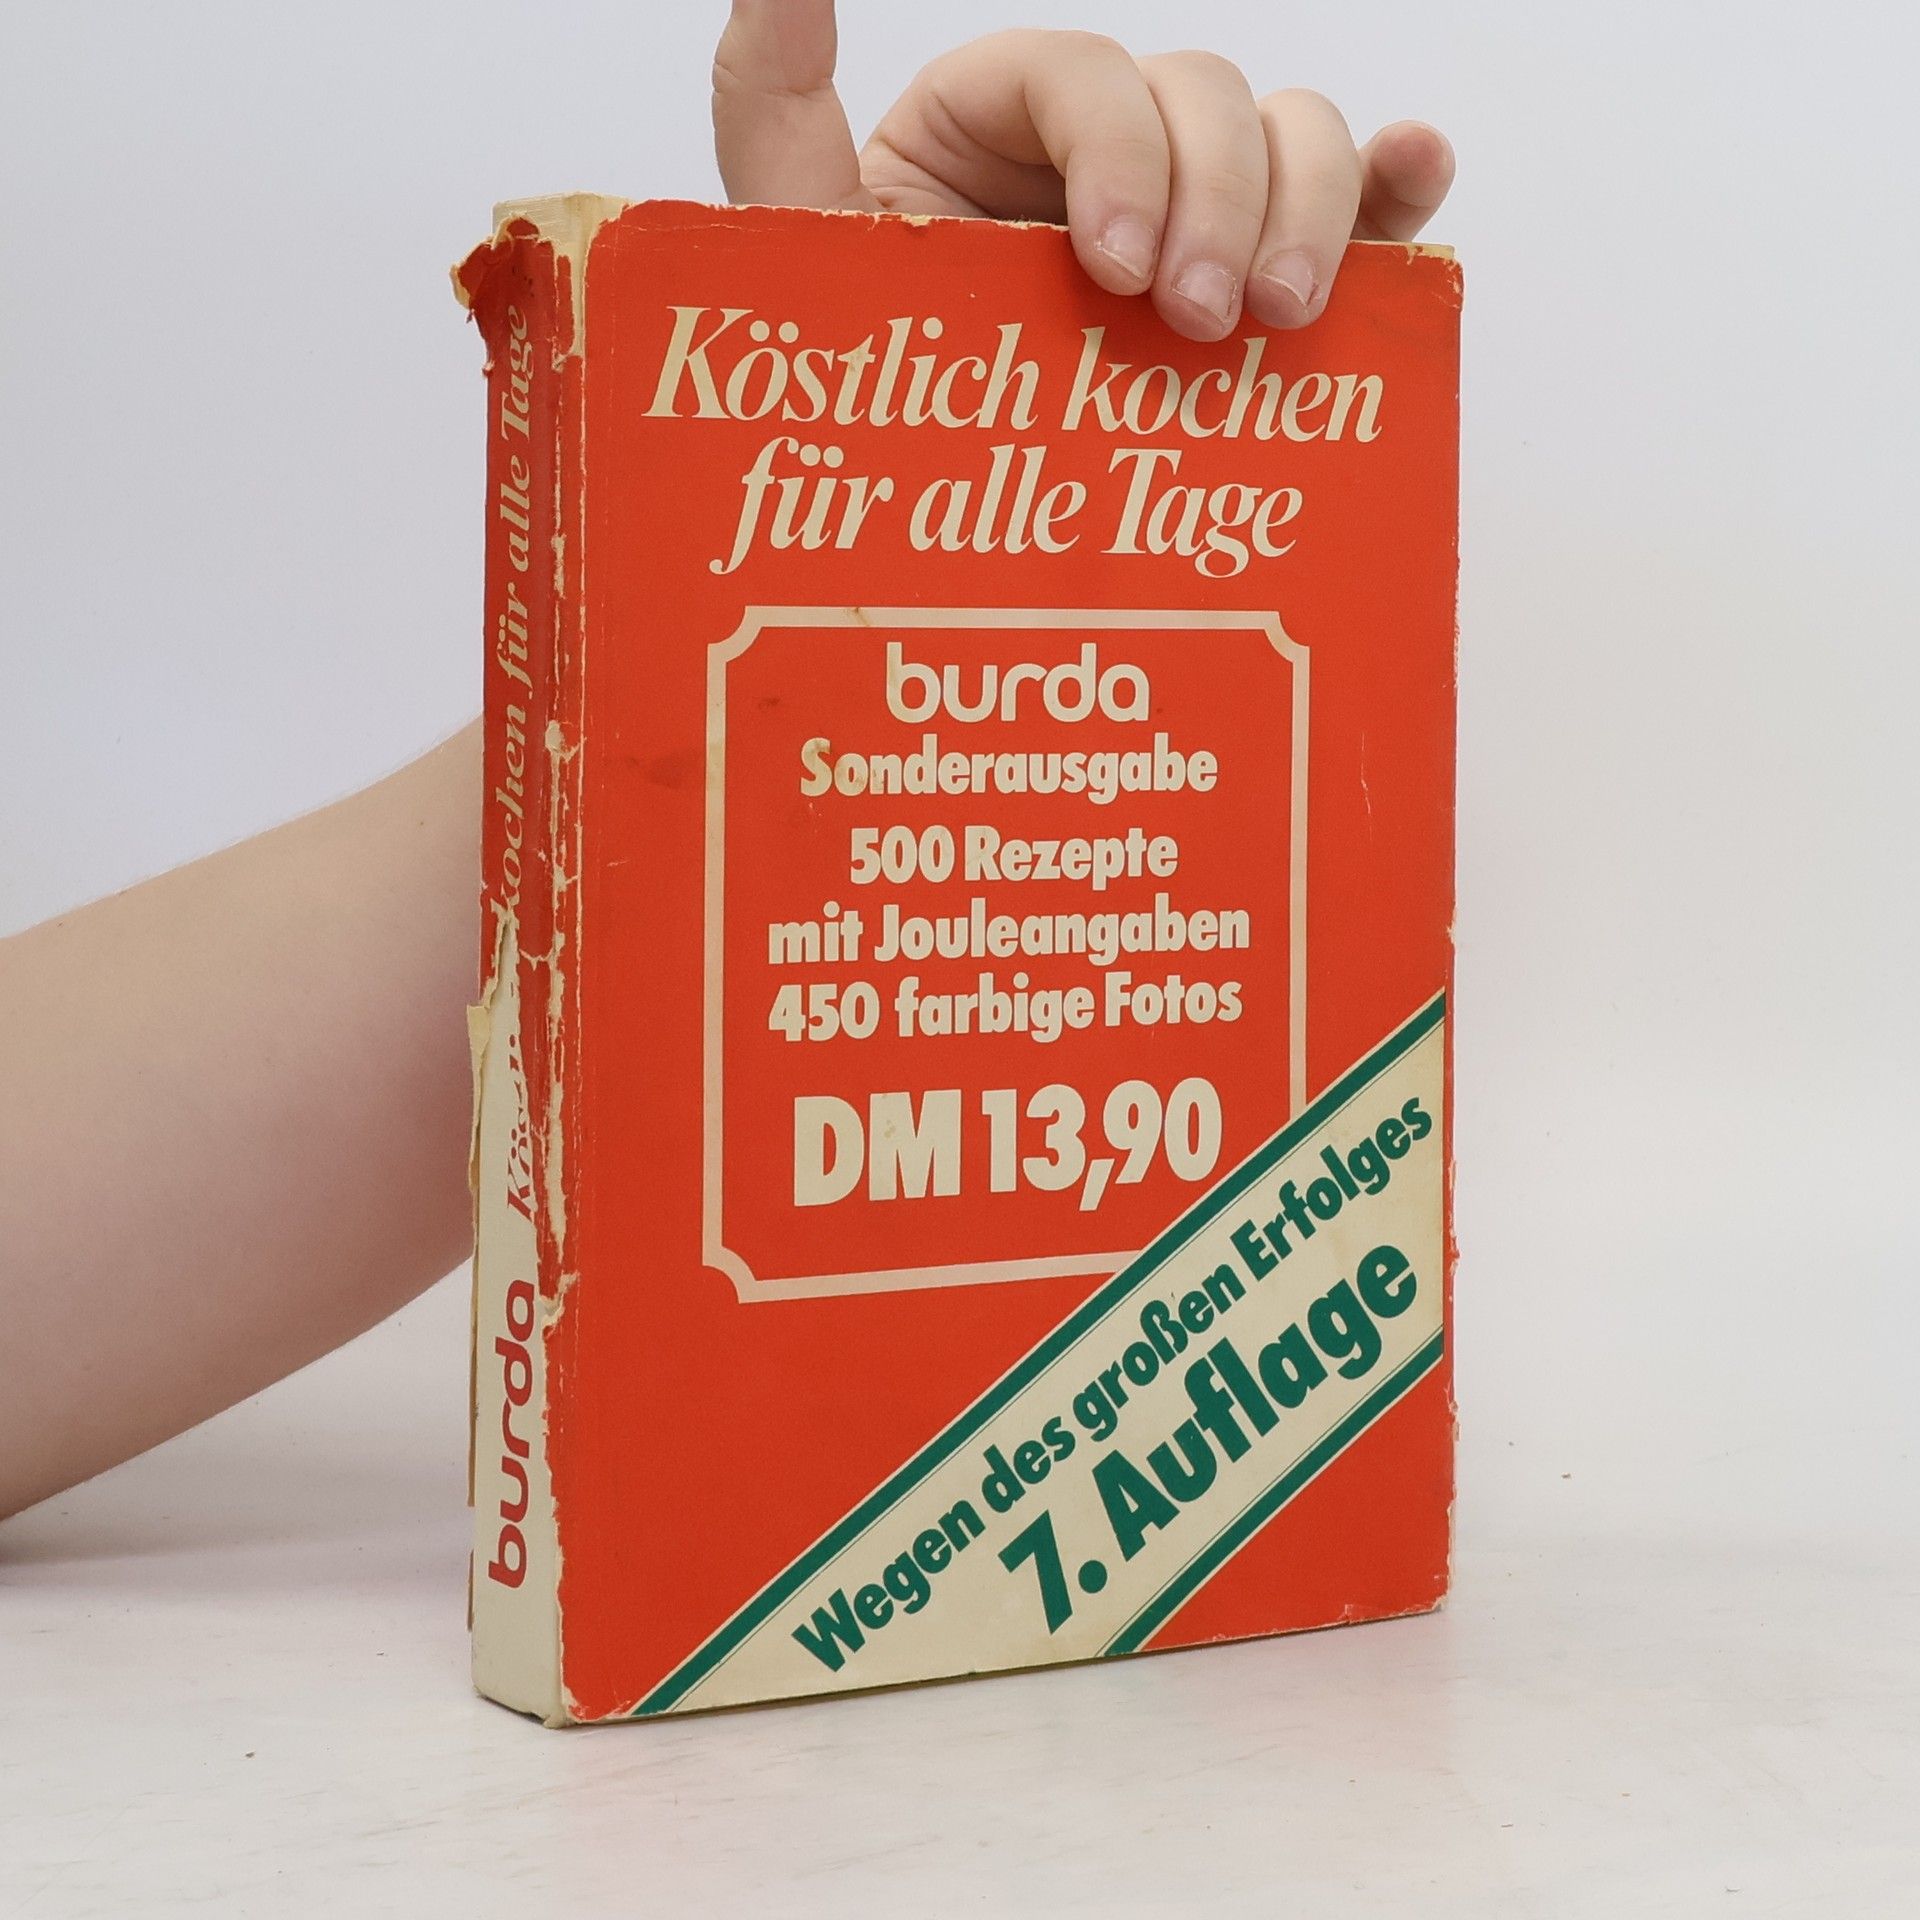 Köstlich kochen
für alle Tage
burda
Sonderausgabe
500 Rezepte
mit Jouleangaben
450 farbige Fotos
DM 13,90
Wegen des großen Erfolges
7. Auflage
burda kochen für alle Tage